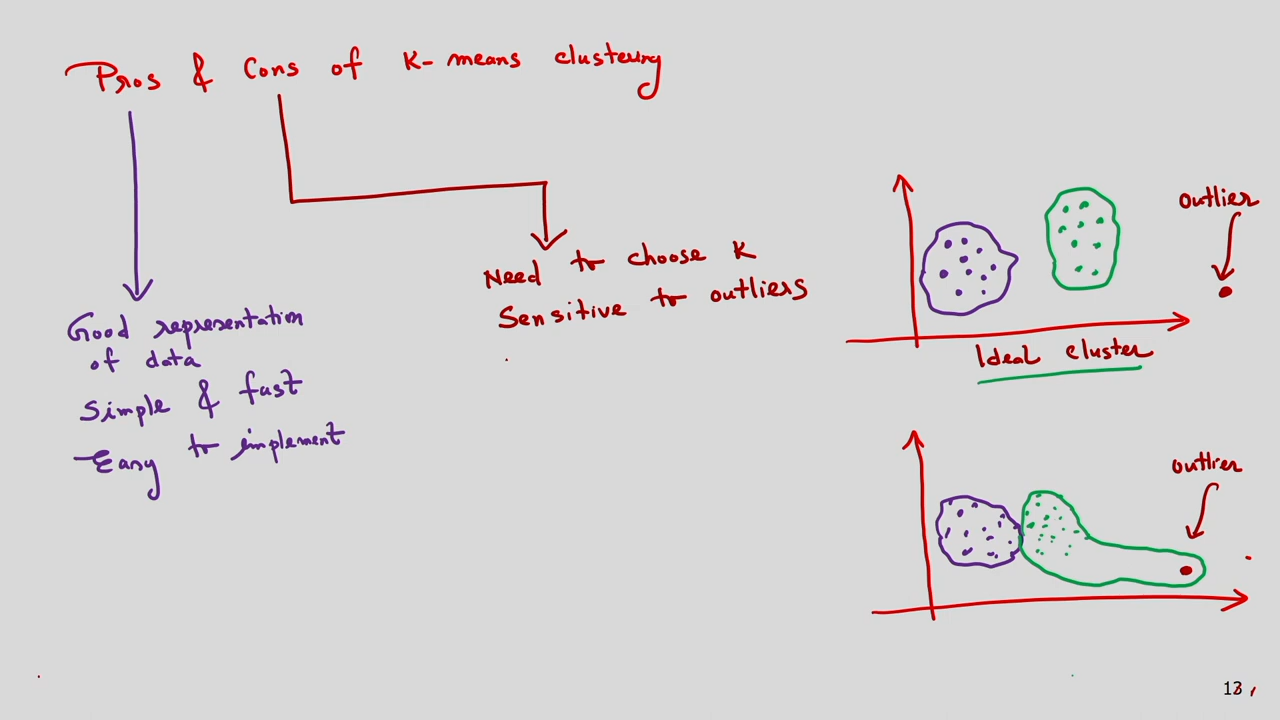 Pros & Cons of K-means clustering
Good representation
of data
Simple & fast
Easy to implement
Need to choose K
Sensitive to outliers
outlier
Ideal cluster
outlier
13